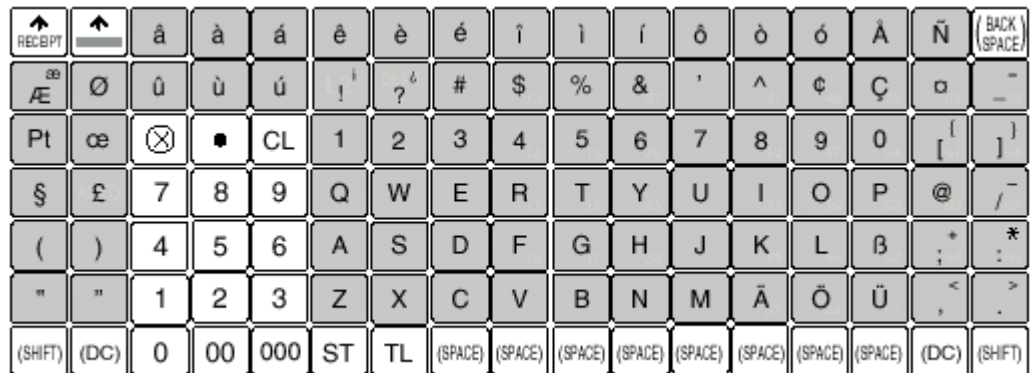 RECEIPT â à á ê è é î ì í ô ò ó Å Ñ (BACK SPACE)
æ Æ Ø û ù ú ! ¡ ? ¿ # $ % & ' ^ ¢ Ç ¤ _ ‾
Pt œ ⊗ • CL 1 2 3 4 5 6 7 8 9 0 [ { ] }
§ £ 7 8 9 Q W E R T Y U I O P @ / ‾
( ) 4 5 6 A S D F G H J K L ß ; + : *
" " 1 2 3 Z X C V B N M Ä Ö Ü , < . >
(SHIFT) (DC) 0 00 000 ST TL (SPACE) (SPACE) (SPACE) (SPACE) (SPACE) (SPACE) (SPACE) (SPACE) (DC) (SHIFT)